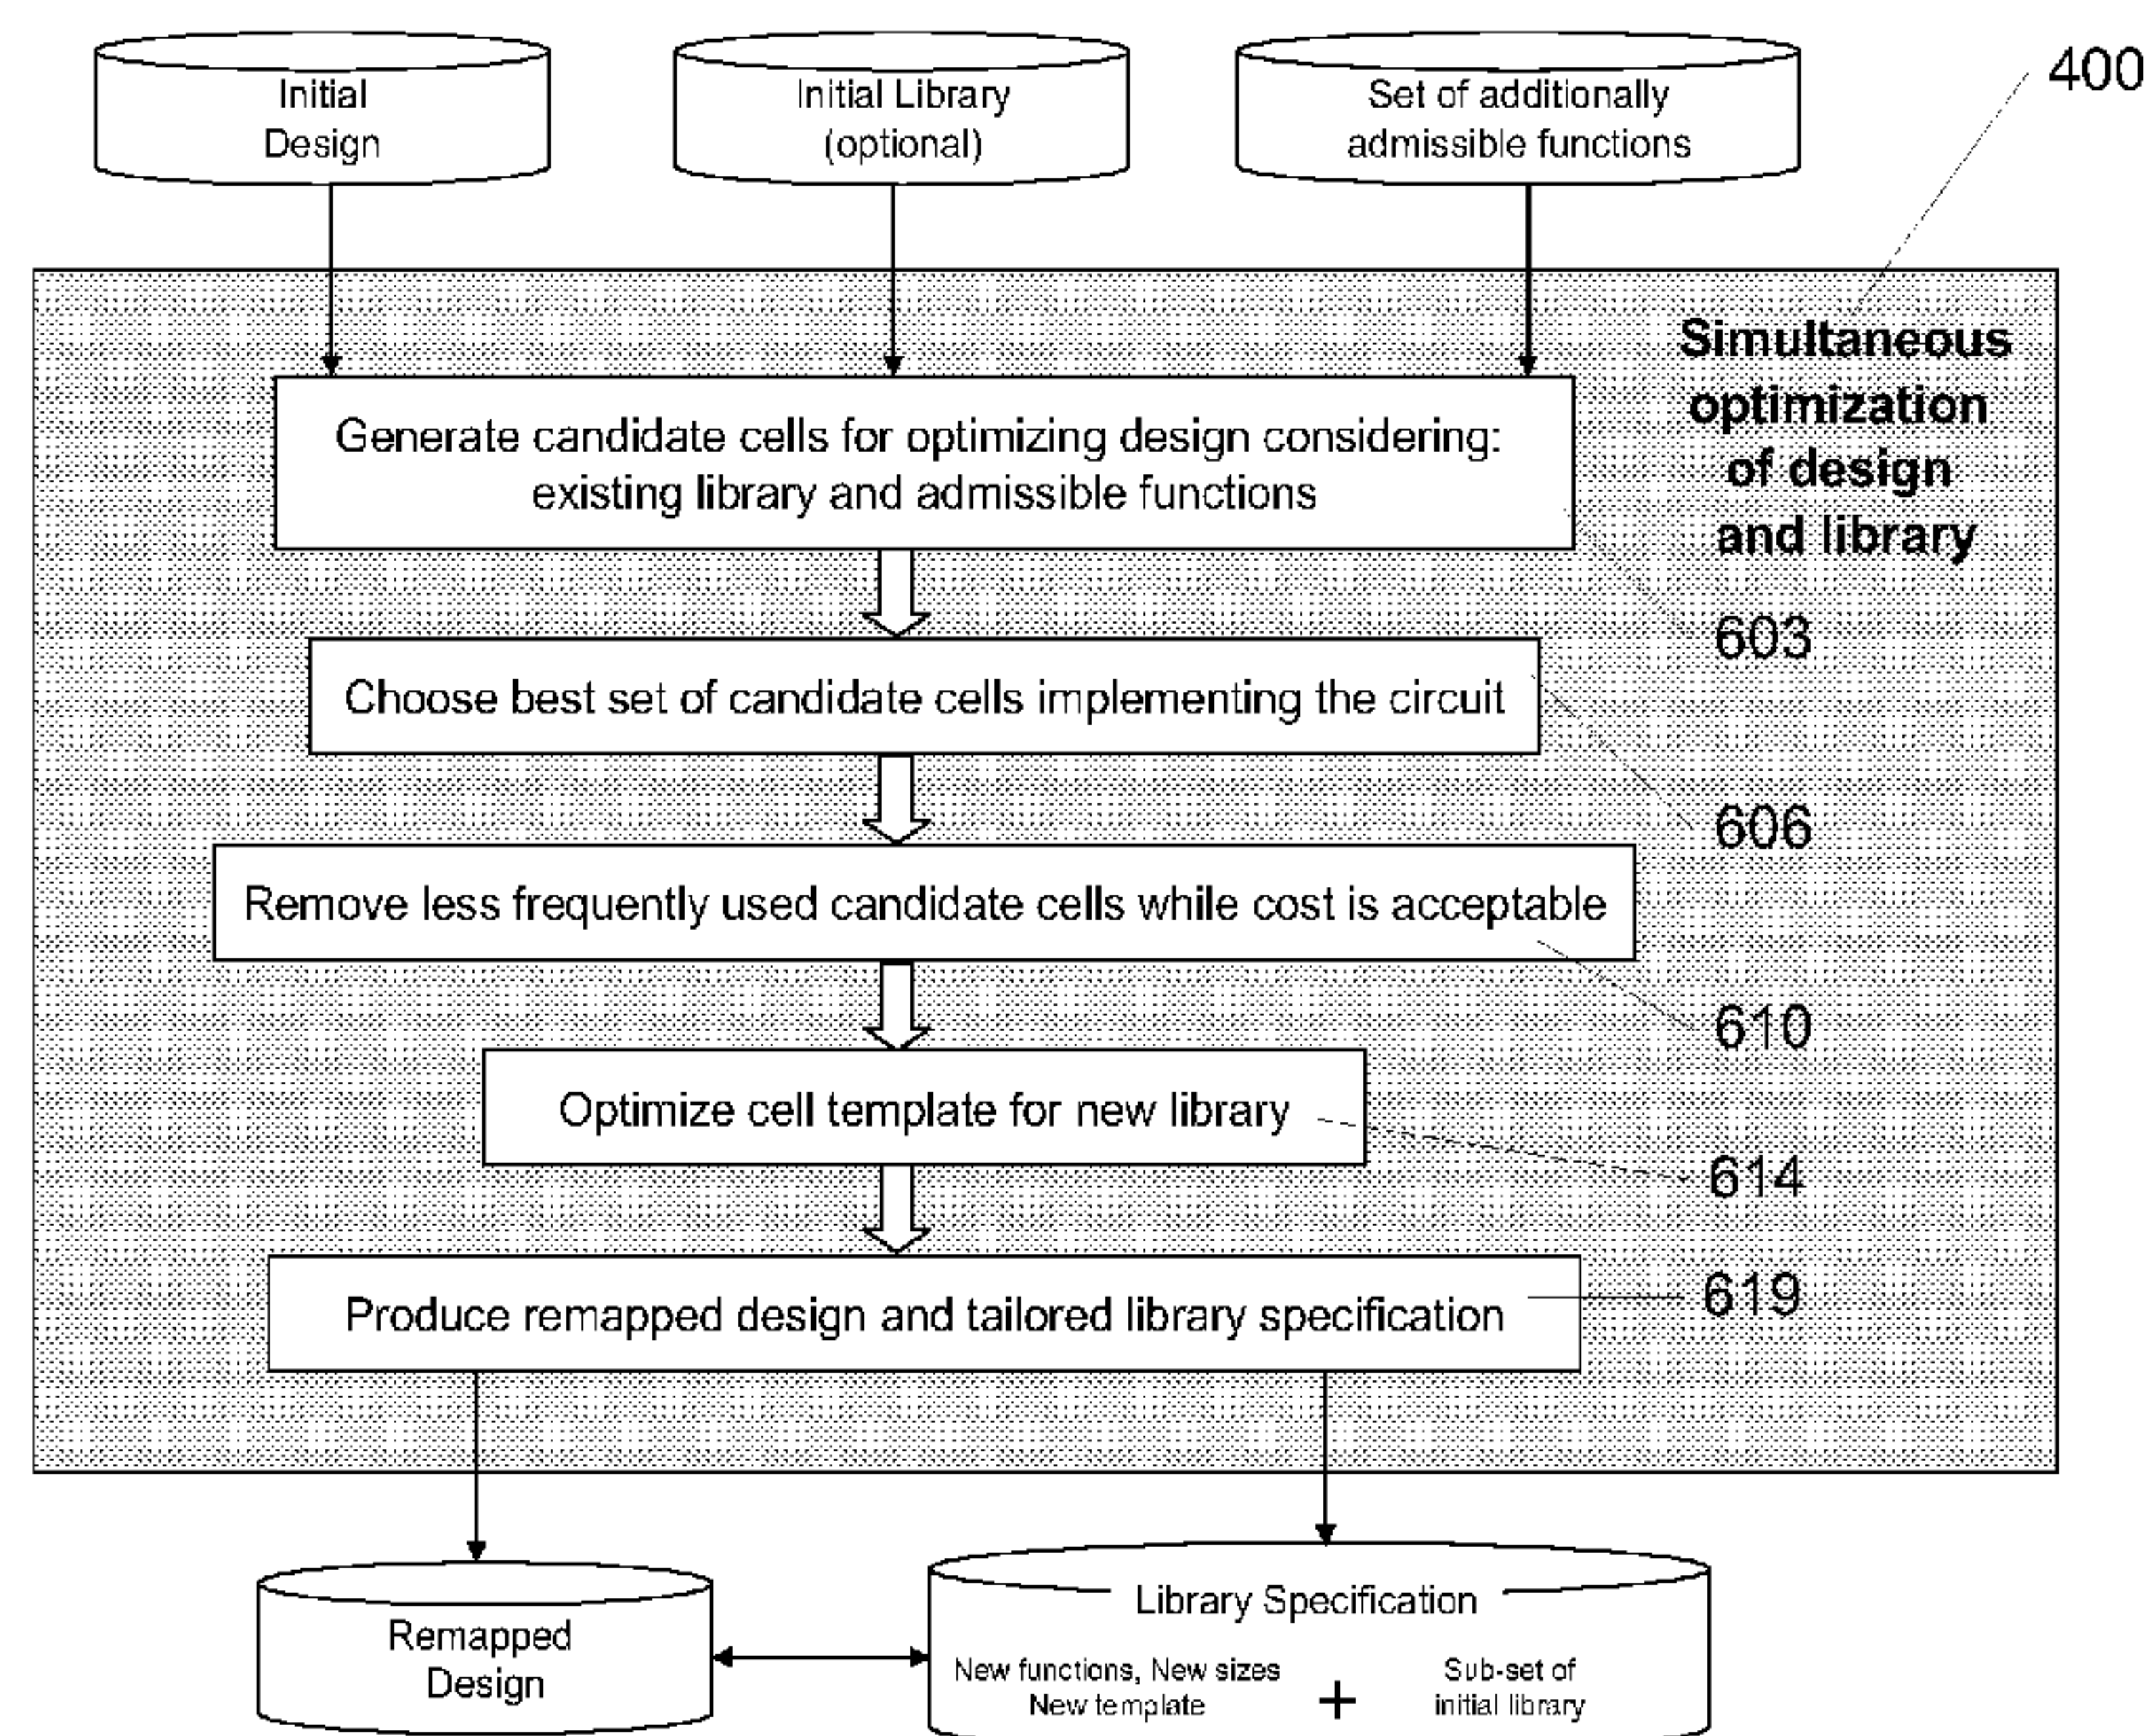 Initial
Design
Initial Library
(optional)
Set of additionally
admissible functions
400
Simultaneous
optimization
of design
and library
Generate candidate cells for optimizing design considering:
existing library and admissible functions
603
Choose best set of candidate cells implementing the circuit
606
Remove less frequently used candidate cells while cost is acceptable
610
Optimize cell template for new library
614
Produce remapped design and tailored library specification
619
Remapped
Design
Library Specification
New functions, New sizes
New template
+
Sub-set of
initial library